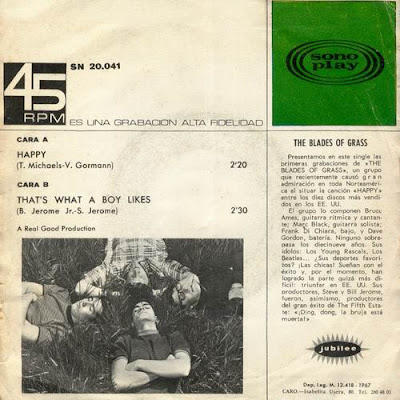 SN 20.041
45
RPM
ES UNA GRABACION ALTA FIDELIDAD
sono
play
CARA A
HAPPY
(T. Michaels-V. Gormann) 2'20
CARA B
THAT'S WHAT A BOY LIKES
(B. Jerome Jr.-S. Jerome) 2'30
A Real Good Production
THE BLADES OF GRASS
Presentamos en este single las
primeras grabaciones de «THE
BLADES OF GRASS», un grupo
que recientemente causó gran
admiración en toda Norteaméri-
ca al situar la canción «HAPPY»
entre los diez discos más vendi-
dos en los EE. UU.
El grupo lo componen Bruce
Ames, guitarra rítmica y cantan-
te; Marc Black, guitarra solista;
Frank Di Chiara, bajo, y Dave
Gordon, batería. Ninguno sobre-
pasa los diecinueve años. Sus
ídolos: Los Young Rascals, Los
Beatles... ¿Sus deportes favori-
tos? ¡Las chicas! Sueñan con el
éxito y, por el momento, han
logrado la parte quizá más di-
fícil: triunfar en EE. UU. Sus
productores, Steve y Bill Jerome,
fueron, asimismo, productores
del gran éxito de The Fifth Esta-
te: «¡Ding, dong, la bruja está
muerta!»
jubilee
Dep. Leg. M. 12.418 - 1967
CARO.—Isabelita Usera, 80. Tel.